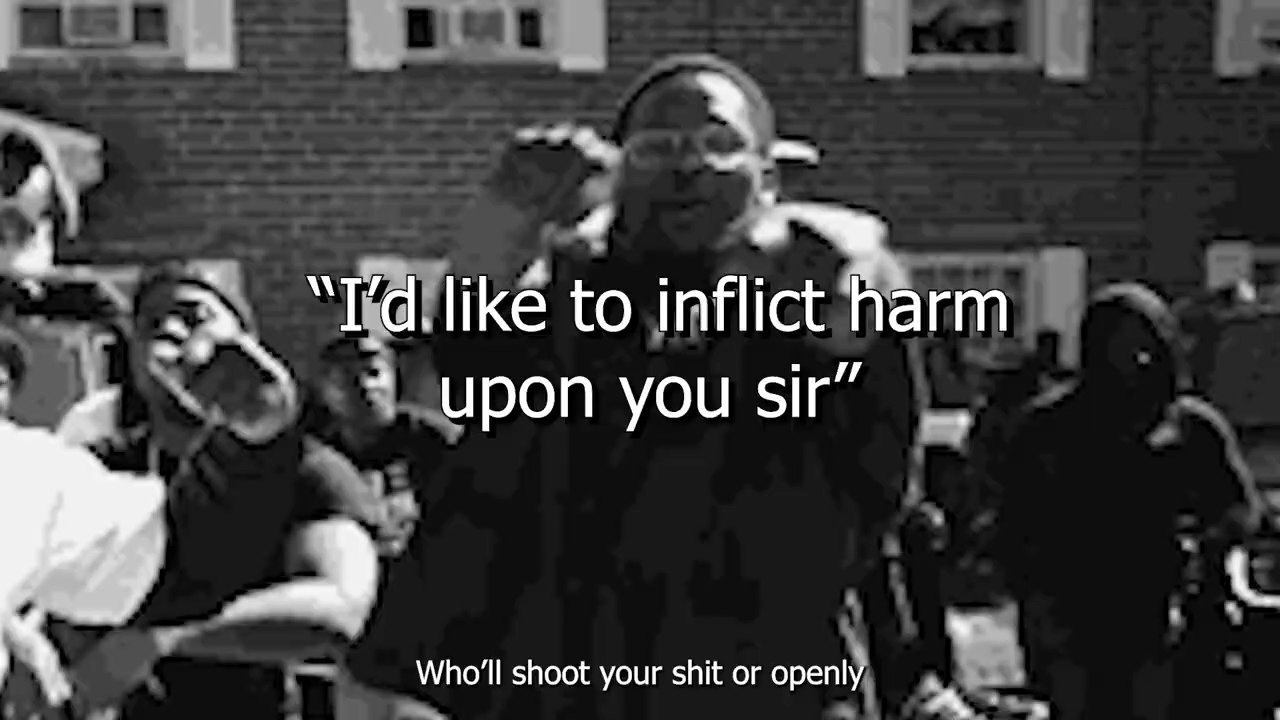 “I’d like to inflict harm
upon you sir”
Who’ll shoot your shit or openly